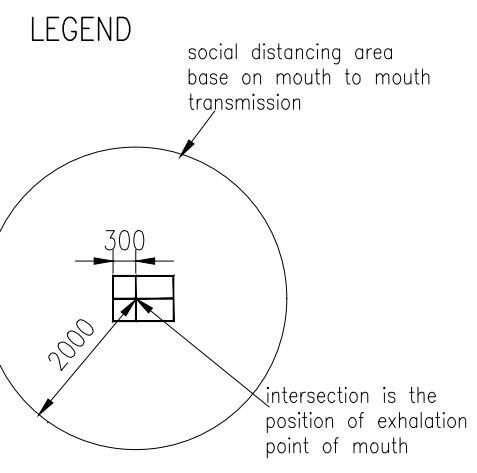 LEGEND
social distancing area
base on mouth to mouth
transmission
300
2000
intersection is the
position of exhalation
point of mouth